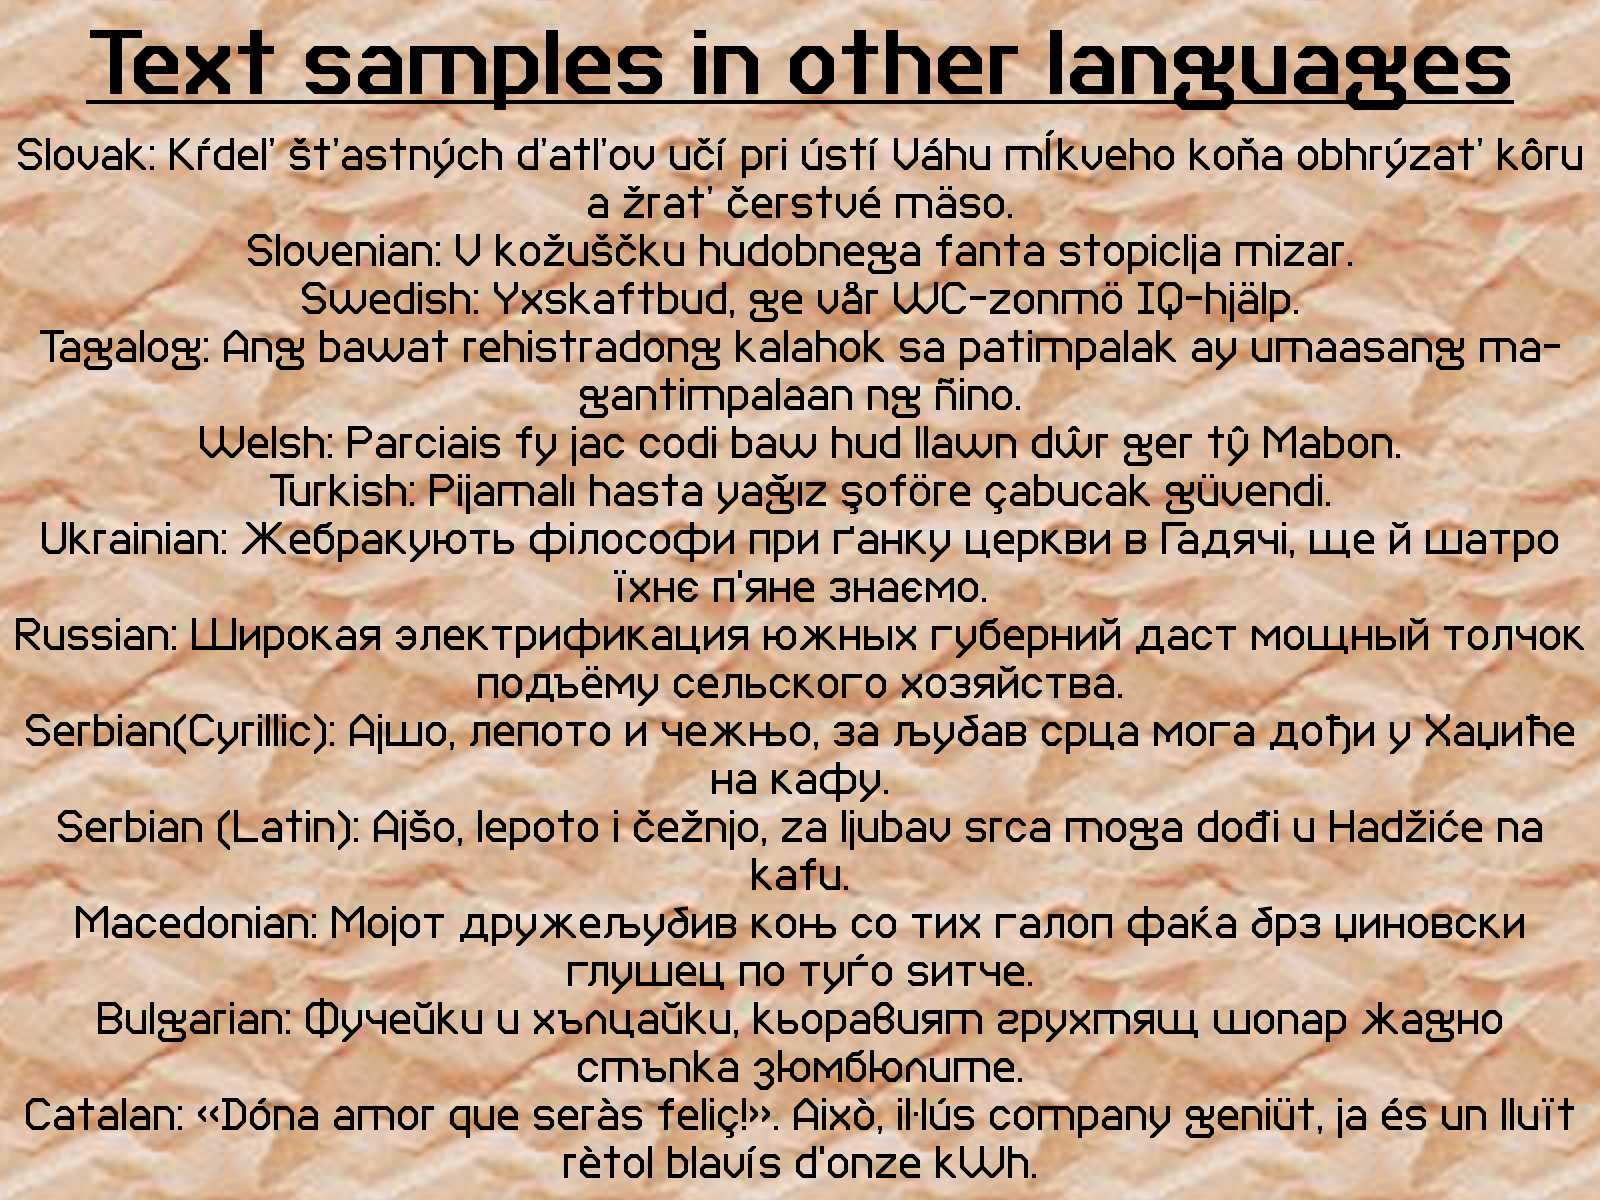 Text samples in other languages
Slovak: Kŕdeľ šťastných ďatľov učí pri ústí Váhu mĺkveho koňa obhrýzať kôru
a žrať čerstvé mäso.
Slovenian: V kožuščku hudobnega fanta stopiclja mizar.
Swedish: Yxskaftbud, ge vår WC-zonmö IQ-hjälp.
Tagalog: Ang bawat rehistradong kalahok sa patimpalak ay umaasang ma-
gantimpalaan ng ñino.
Welsh: Parciais fy jac codi baw hud llawn dŵr ger tŷ Mabon.
Turkish: Pijamalı hasta yağız şoföre çabucak güvendi.
Ukrainian: Жебракують філософи при ґанку церкви в Гадячі, ще й шатро
їхнє п'яне знаємо.
Russian: Широкая электрификация южных губерний даст мощный толчок
подъёму сельского хозяйства.
Serbian(Cyrillic): Ајшо, лепото и чежњо, за љубав срца мога дођи у Хаџиће
на кафу.
Serbian (Latin): Ajšo, lepoto i čežnjo, za ljubav srca moga dođi u Hadžiće na
kafu.
Macedonian: Мојот дружељубив коњ со тих галоп фаќа брз џиновски
глушец по туѓо ѕитче.
Bulgarian: Фучейки и хълцайки, кьоравият грухтящ шопар жадно
стъпка зюмбюлите.
Catalan: «Dóna amor que seràs feliç!». Això, il·lús company geniüt, ja és un lluït
rètol blavís d'onze kWh.